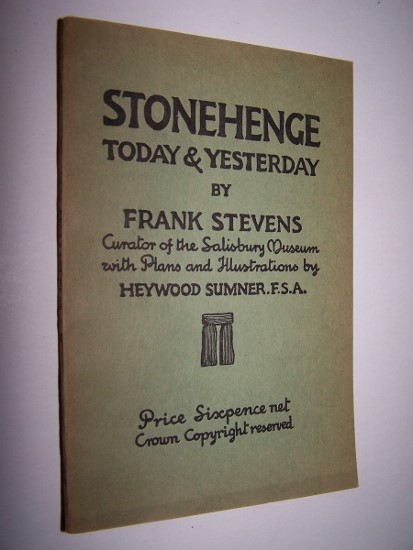 STONEHENGE
TODAY & YESTERDAY
BY
FRANK STEVENS
Curator of the Salisbury Museum
with Plans and Illustrations by
HEYWOOD SUMNER.F.S.A.
Price Sixpence net
Crown Copyright reserved